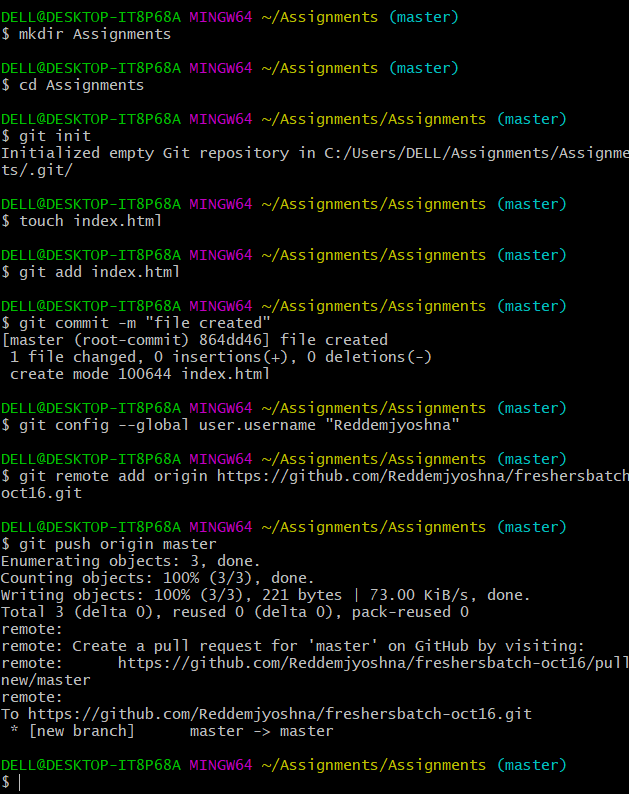 DELL@DESKTOP-IT8P68A MINGW64 ~/Assignments (master)
$ mkdir Assignments
DELL@DESKTOP-IT8P68A MINGW64 ~/Assignments (master)
$ cd Assignments
DELL@DESKTOP-IT8P68A MINGW64 ~/Assignments/Assignments (master)
$ git init
Initialized empty Git repository in C:/Users/DELL/Assignments/Assignme
ts/.git/
DELL@DESKTOP-IT8P68A MINGW64 ~/Assignments/Assignments (master)
$ touch index.html
DELL@DESKTOP-IT8P68A MINGW64 ~/Assignments/Assignments (master)
$ git add index.html
DELL@DESKTOP-IT8P68A MINGW64 ~/Assignments/Assignments (master)
$ git commit -m "file created"
[master (root-commit) 864dd46] file created
 1 file changed, 0 insertions(+), 0 deletions(-)
 create mode 100644 index.html
DELL@DESKTOP-IT8P68A MINGW64 ~/Assignments/Assignments (master)
$ git config --global user.username "Reddemjyoshna"
DELL@DESKTOP-IT8P68A MINGW64 ~/Assignments/Assignments (master)
$ git remote add origin https://github.com/Reddemjyoshna/freshersbatch
oct16.git
DELL@DESKTOP-IT8P68A MINGW64 ~/Assignments/Assignments (master)
$ git push origin master
Enumerating objects: 3, done.
Counting objects: 100% (3/3), done.
Writing objects: 100% (3/3), 221 bytes | 73.00 KiB/s, done.
Total 3 (delta 0), reused 0 (delta 0), pack-reused 0
remote:
remote: Create a pull request for 'master' on GitHub by visiting:
remote:      https://github.com/Reddemjyoshna/freshersbatch-oct16/pull
new/master
remote:
To https://github.com/Reddemjyoshna/freshersbatch-oct16.git
 * [new branch]      master -> master
DELL@DESKTOP-IT8P68A MINGW64 ~/Assignments/Assignments (master)
$